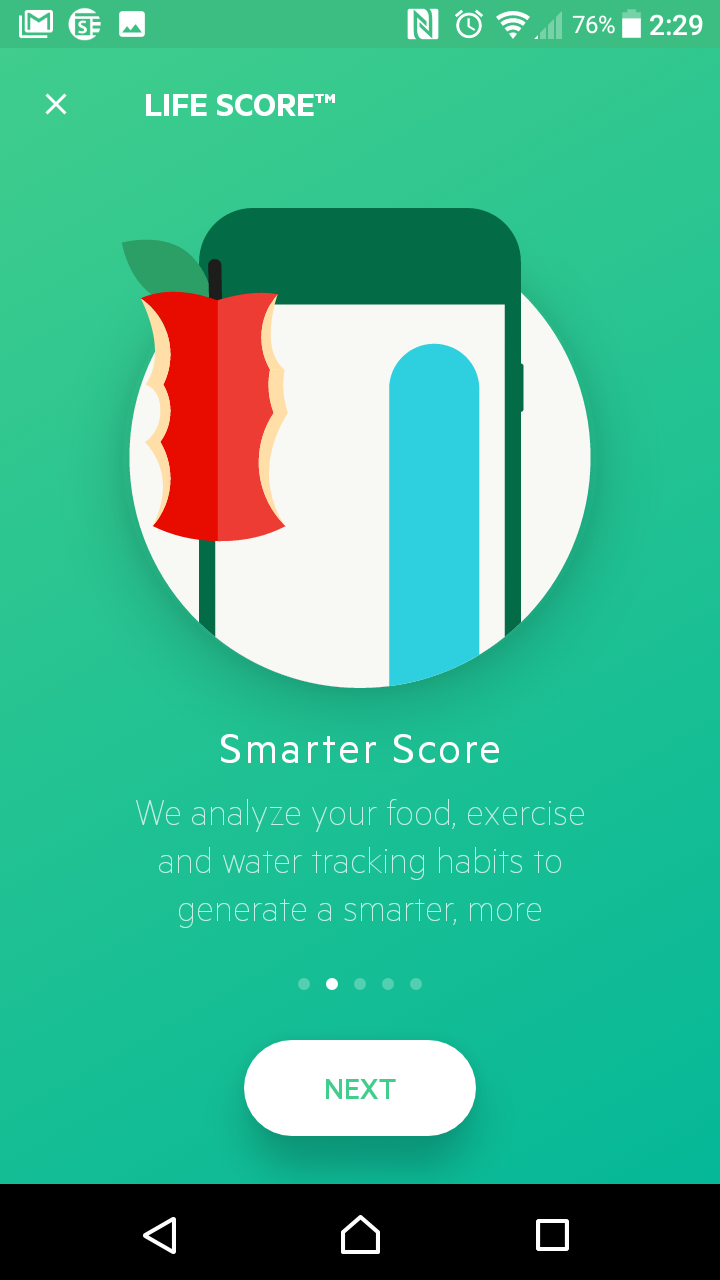 76% 2:29
LIFE SCORE™
Smarter Score
We analyze your food, exercise
and water tracking habits to
generate a smarter, more
NEXT